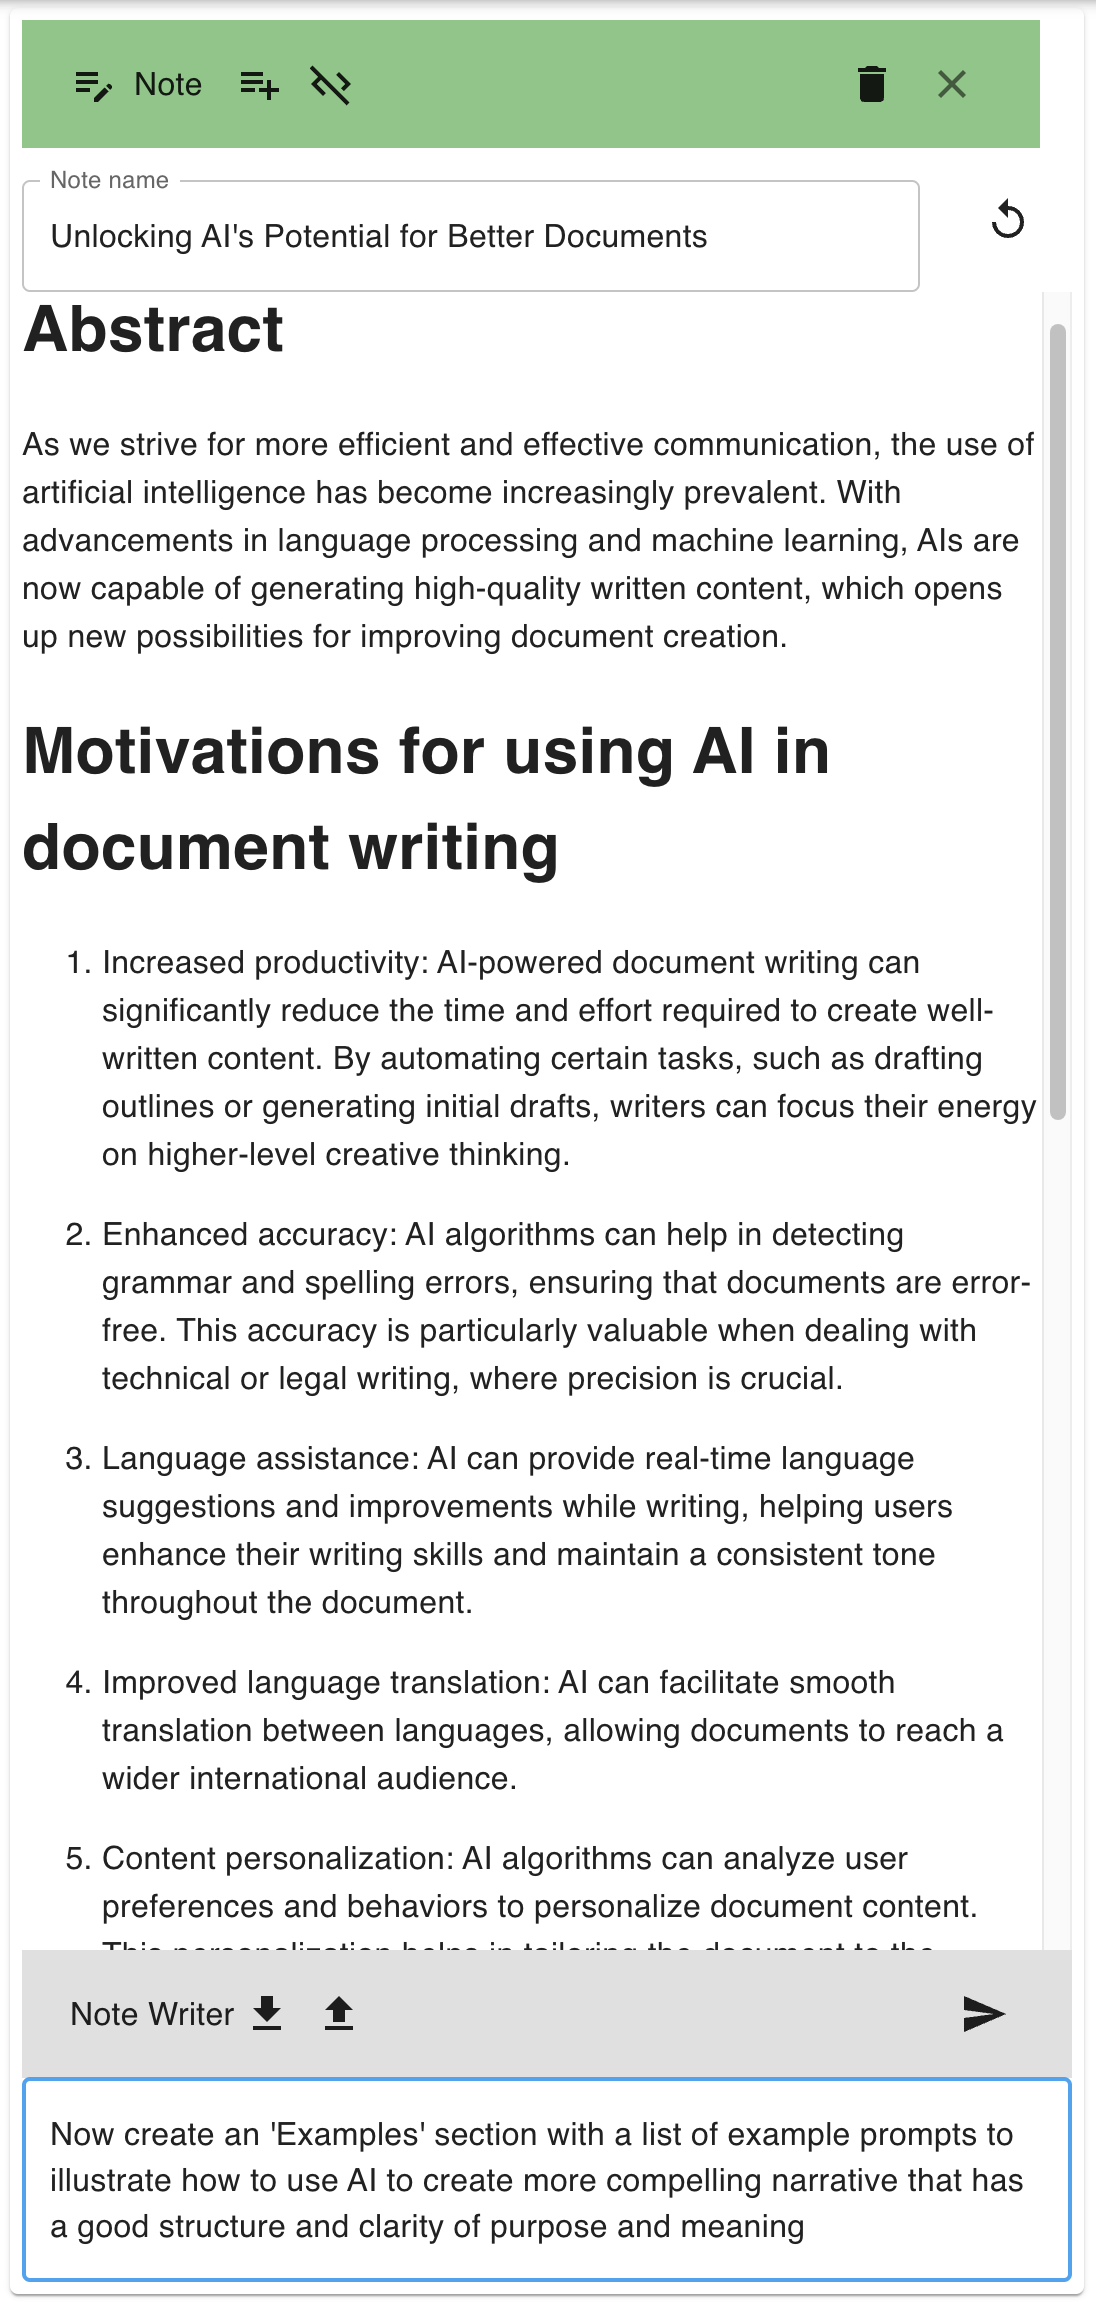 Note
Note name
Unlocking AI's Potential for Better Documents
Abstract
As we strive for more efficient and effective communication, the use of
artificial intelligence has become increasingly prevalent. With
advancements in language processing and machine learning, AIs are
now capable of generating high-quality written content, which opens
up new possibilities for improving document creation.
Motivations for using AI in
document writing
1. Increased productivity: AI-powered document writing can
significantly reduce the time and effort required to create well-
written content. By automating certain tasks, such as drafting
outlines or generating initial drafts, writers can focus their energy
on higher-level creative thinking.
2. Enhanced accuracy: AI algorithms can help in detecting
grammar and spelling errors, ensuring that documents are error-
free. This accuracy is particularly valuable when dealing with
technical or legal writing, where precision is crucial.
3. Language assistance: AI can provide real-time language
suggestions and improvements while writing, helping users
enhance their writing skills and maintain a consistent tone
throughout the document.
4. Improved language translation: AI can facilitate smooth
translation between languages, allowing documents to reach a
wider international audience.
5. Content personalization: AI algorithms can analyze user
preferences and behaviors to personalize document content.
This personalization helps in tailoring the document to the
Note Writer
Now create an 'Examples' section with a list of example prompts to
illustrate how to use AI to create more compelling narrative that has
a good structure and clarity of purpose and meaning